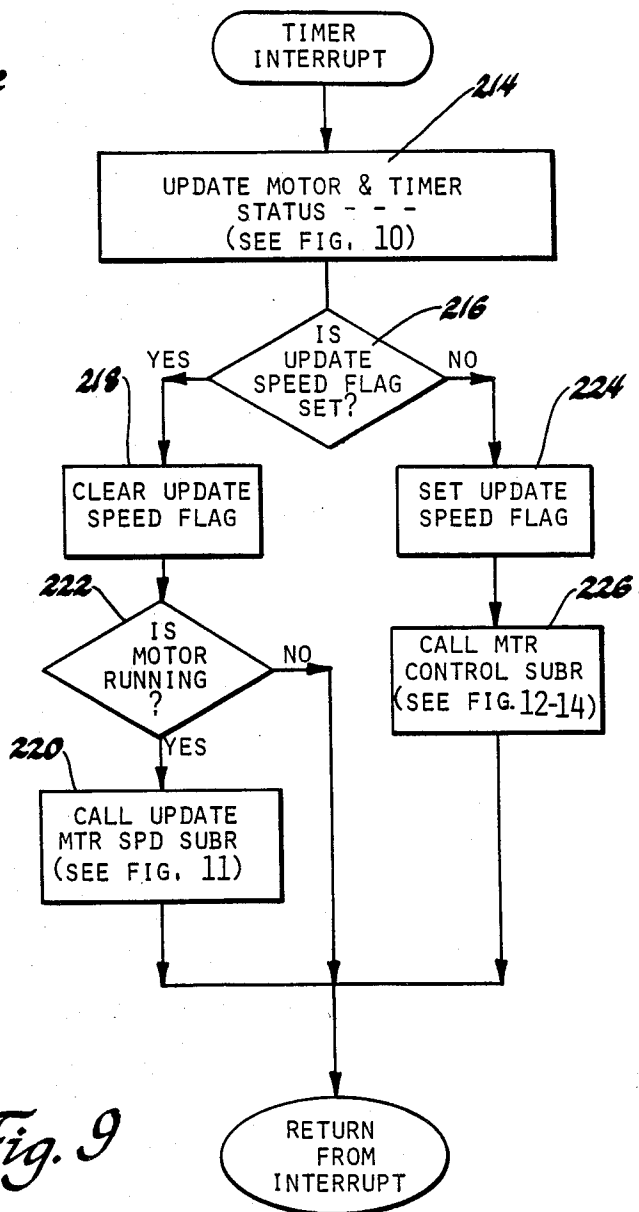 TIMER
INTERRUPT
214
UPDATE MOTOR & TIMER
STATUS - - -
(SEE FIG. 10)
216
IS
UPDATE
SPEED FLAG
SET?
YES
NO
218
CLEAR UPDATE
SPEED FLAG
224
SET UPDATE
SPEED FLAG
222
IS
MOTOR
RUNNING
?
NO
YES
226
CALL MTR
CONTROL SUBR
(SEE FIG.12-14)
220
CALL UPDATE
MTR SPD SUBR
(SEE FIG. 11)
RETURN
FROM
INTERRUPT
Fig. 9